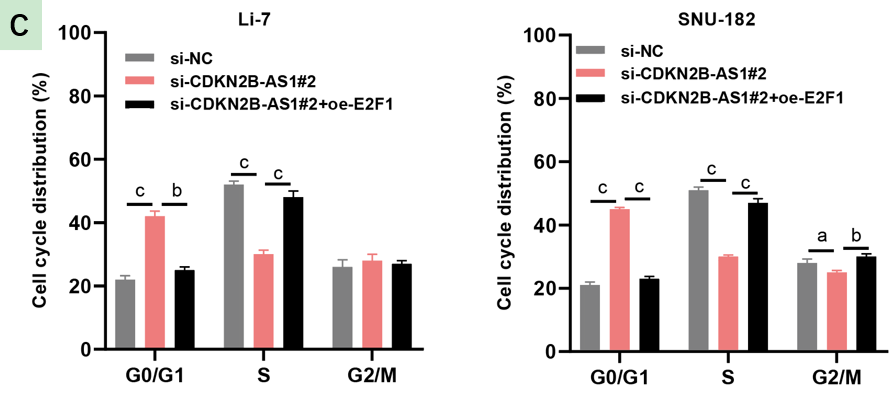 C
Li-7
Cell cycle distribution (%)
100
80
60
40
20
0
si-NC
si-CDKN2B-AS1#2
si-CDKN2B-AS1#2+oe-E2F1
c
b
c
c
G0/G1
S
G2/M
SNU-182
Cell cycle distribution (%)
100
80
60
40
20
0
si-NC
si-CDKN2B-AS1#2
si-CDKN2B-AS1#2+oe-E2F1
c
c
c
c
a
b
G0/G1
S
G2/M